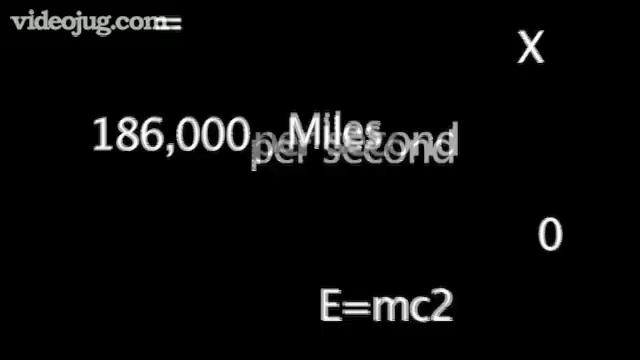 videojug.com
=
X
186,000 Miles
per second
0
E=mc2